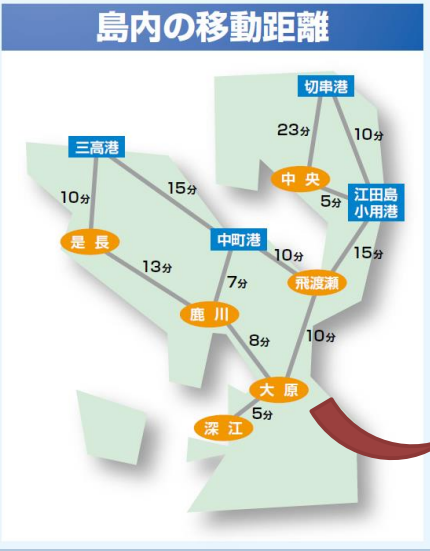 島内の移動距離
切串港
23分
10分
三高港
中央
5分
江田島
小用港
10分
15分
是長
中町港
10分
15分
13分
7分
飛渡瀬
鹿川
8分
10分
大原
5分
深江